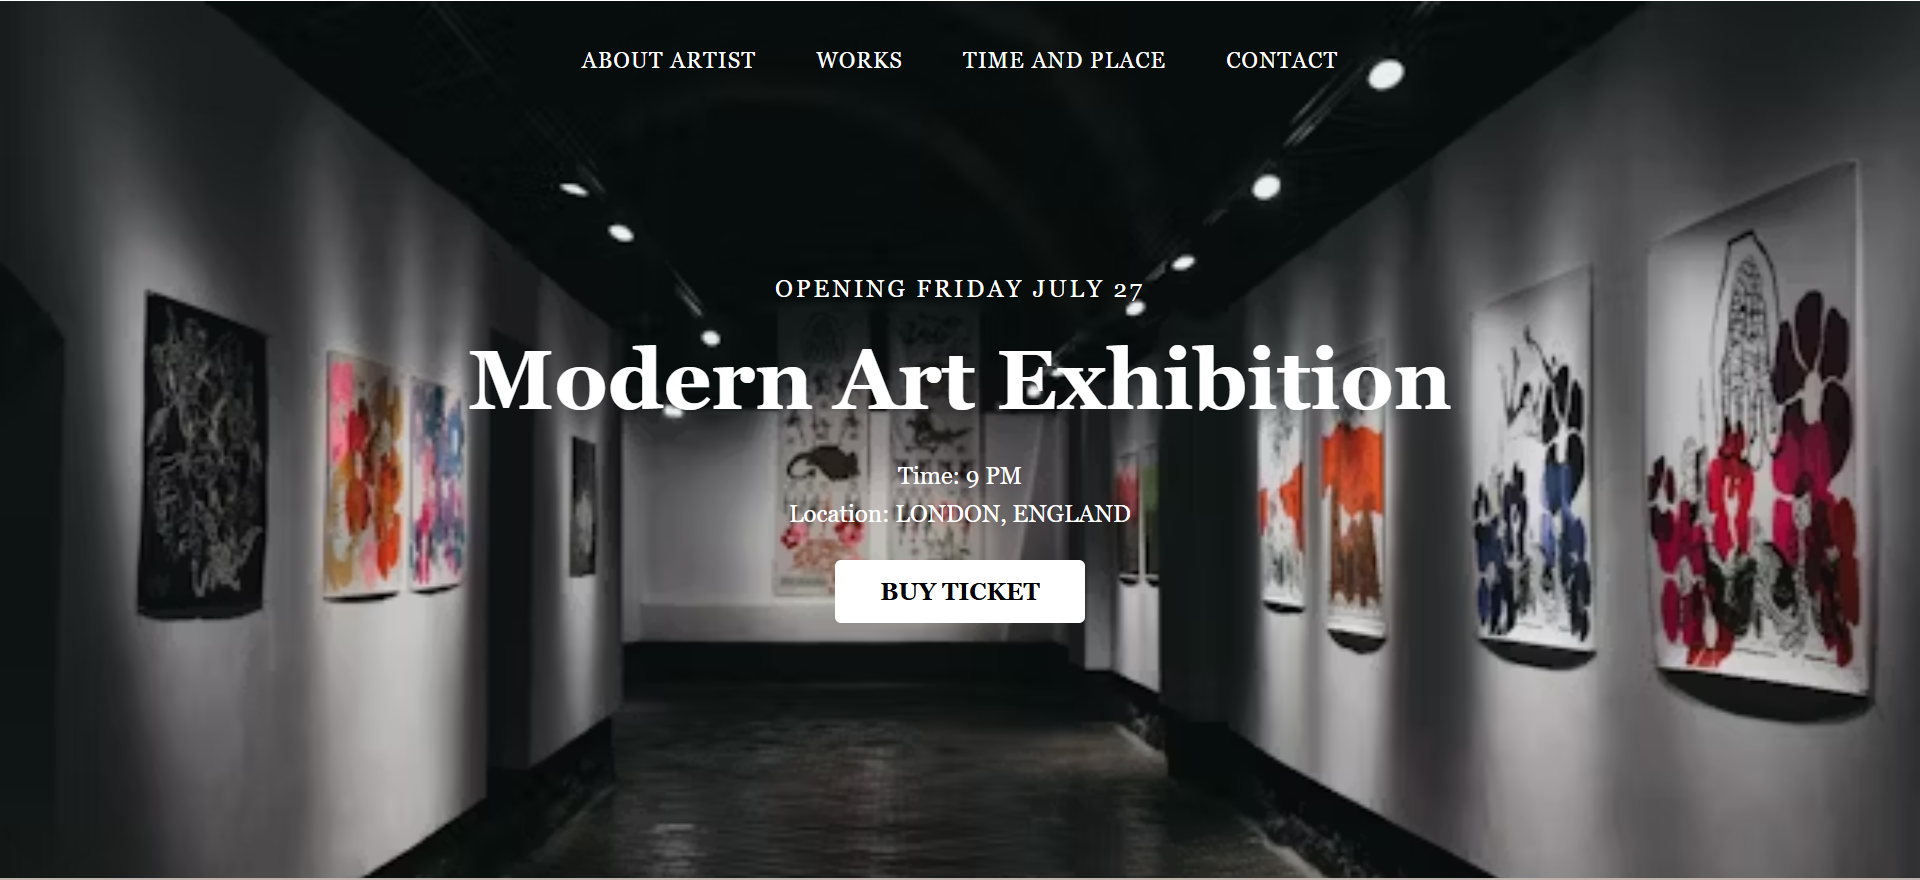 ABOUT ARTIST WORKS TIME AND PLACE CONTACT
OPENING FRIDAY JULY 27
Modern Art Exhibition
Time: 9 PM
Location: LONDON, ENGLAND
BUY TICKET